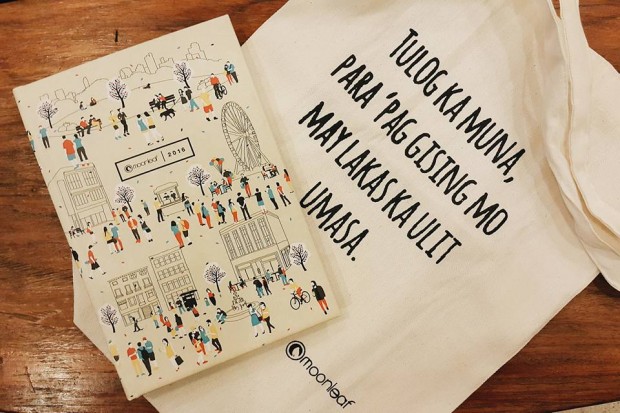 moonleaf | 2016
TULOG KA MUNA,
PARA 'PAG GISING MO
MAY LAKAS KA ULIT
UMASA.
moonleaf